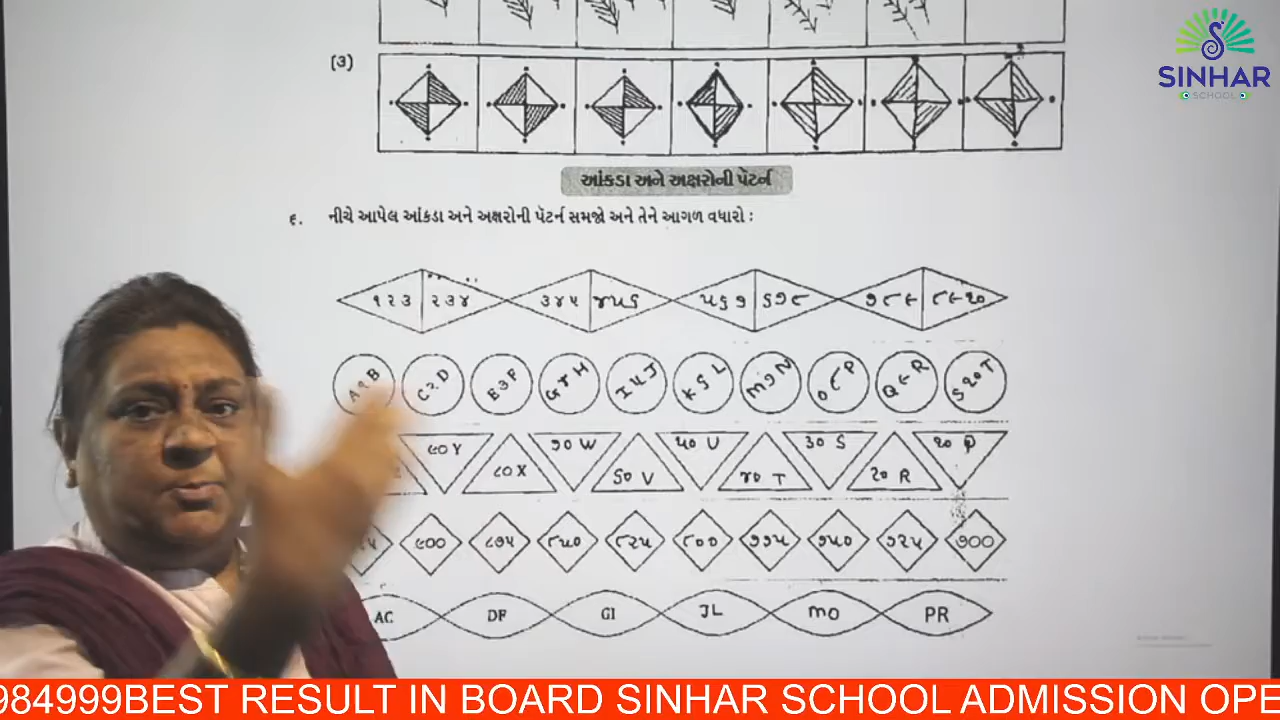 SINHAR
SCHOOL
(૩)
આંકડા અને અક્ષરોની પૅટર્ન
૬. નીચે આપેલ આંકડા અને અક્ષરોની પૅટર્ન સમજો અને તેને આગળ વધારો :
૧૨૩ ૨૩૪ ૩૪૫ ૪૫૬ ૫૬૭ ૬૭૮ ૭૮૯ ૮૯૧૦
A૧B C૨D E૩F G૪H I૫J K૬L M૭N O૮P Q૯R S૧૦T
૯૦Y ૮૦X ૭૦W ૬૦V ૫૦U ૪૦T ૩૦S ૨૦R
૯૦૦ ૮૭૫ ૮૫૦ ૮૨૫ ૮૦૦ ૭૭૫ ૭૫૦ ૭૨૫ ૭૦૦
AC DF GI JL MO PR
984999BEST RESULT IN BOARD SINHAR SCHOOL ADMISSION OPE